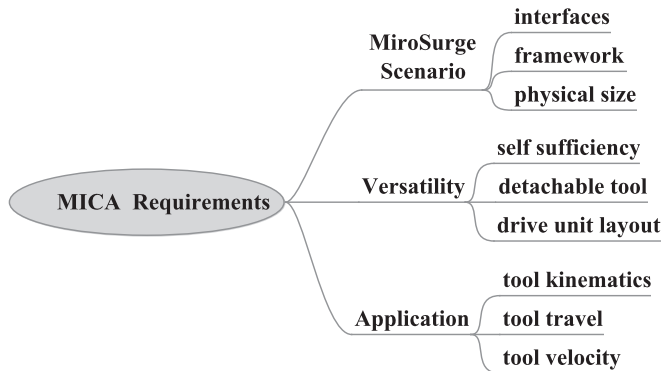 MICA Requirements
MiroSurge
Scenario
interfaces
framework
physical size
Versatility
self sufficiency
detachable tool
drive unit layout
Application
tool kinematics
tool travel
tool velocity